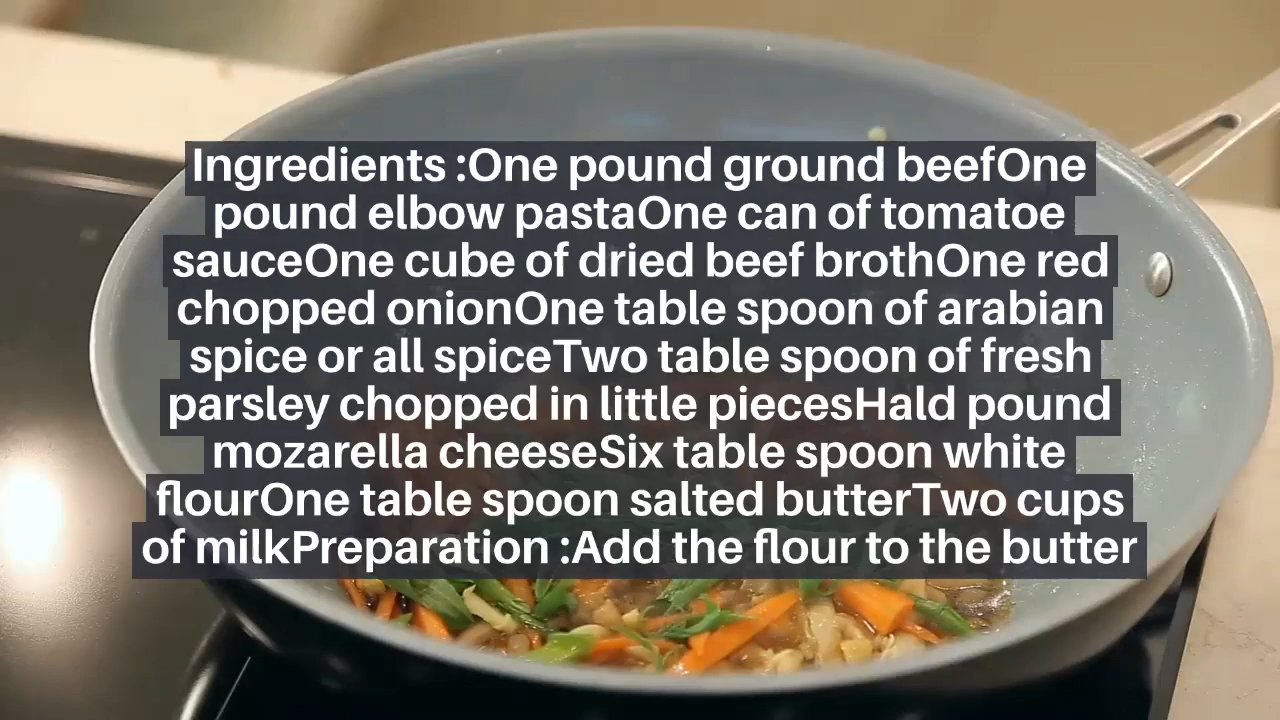 Ingredients :One pound ground beefOne
pound elbow pastaOne can of tomatoe
sauceOne cube of dried beef brothOne red
chopped onionOne table spoon of arabian
spice or all spiceTwo table spoon of fresh
parsley chopped in little piecesHald pound
mozarella cheeseSix table spoon white
flourOne table spoon salted butterTwo cups
of milkPreparation :Add the flour to the butter